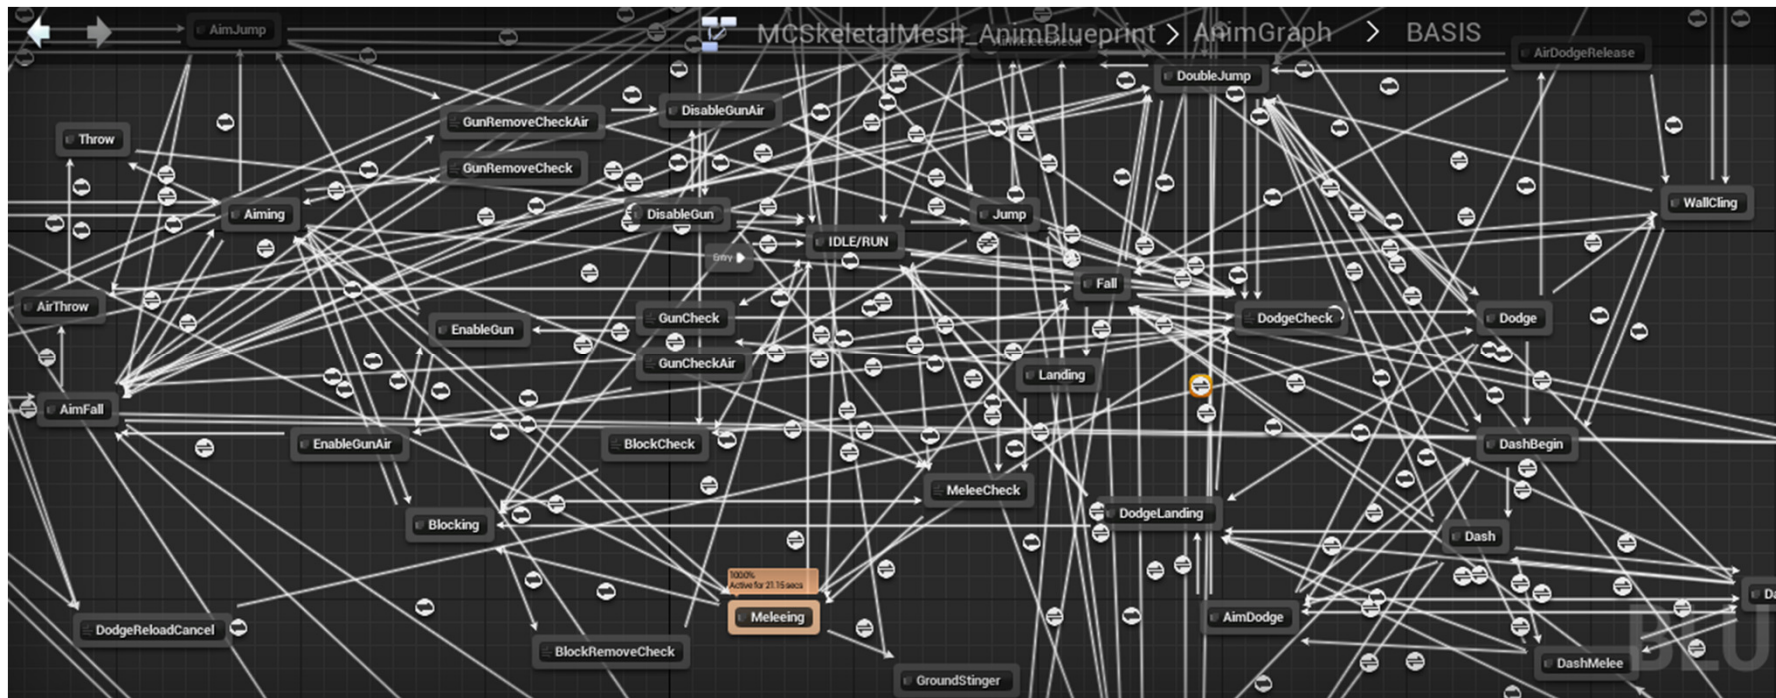 MCSkeletalMesh_AnimBlueprint > AnimGraph > BASIS
AimJump
AirDodgeRelease
DoubleJump
GunRemoveCheckAir
DisableGunAir
Throw
GunRemoveCheck
WallCling
Aiming
DisableGun
Jump
IDLE/RUN
Entry
Fall
AirThrow
EnableGun
GunCheck
DodgeCheck
Dodge
GunCheckAir
Landing
AimFall
EnableGunAir
BlockCheck
DashBegin
MeleeCheck
DodgeLanding
Blocking
Dash
100.0%
Active for 21.15 secs
Meleeing
AimDodge
Da
DodgeReloadCancel
BlockRemoveCheck
DashMelee
GroundStinger
BLU